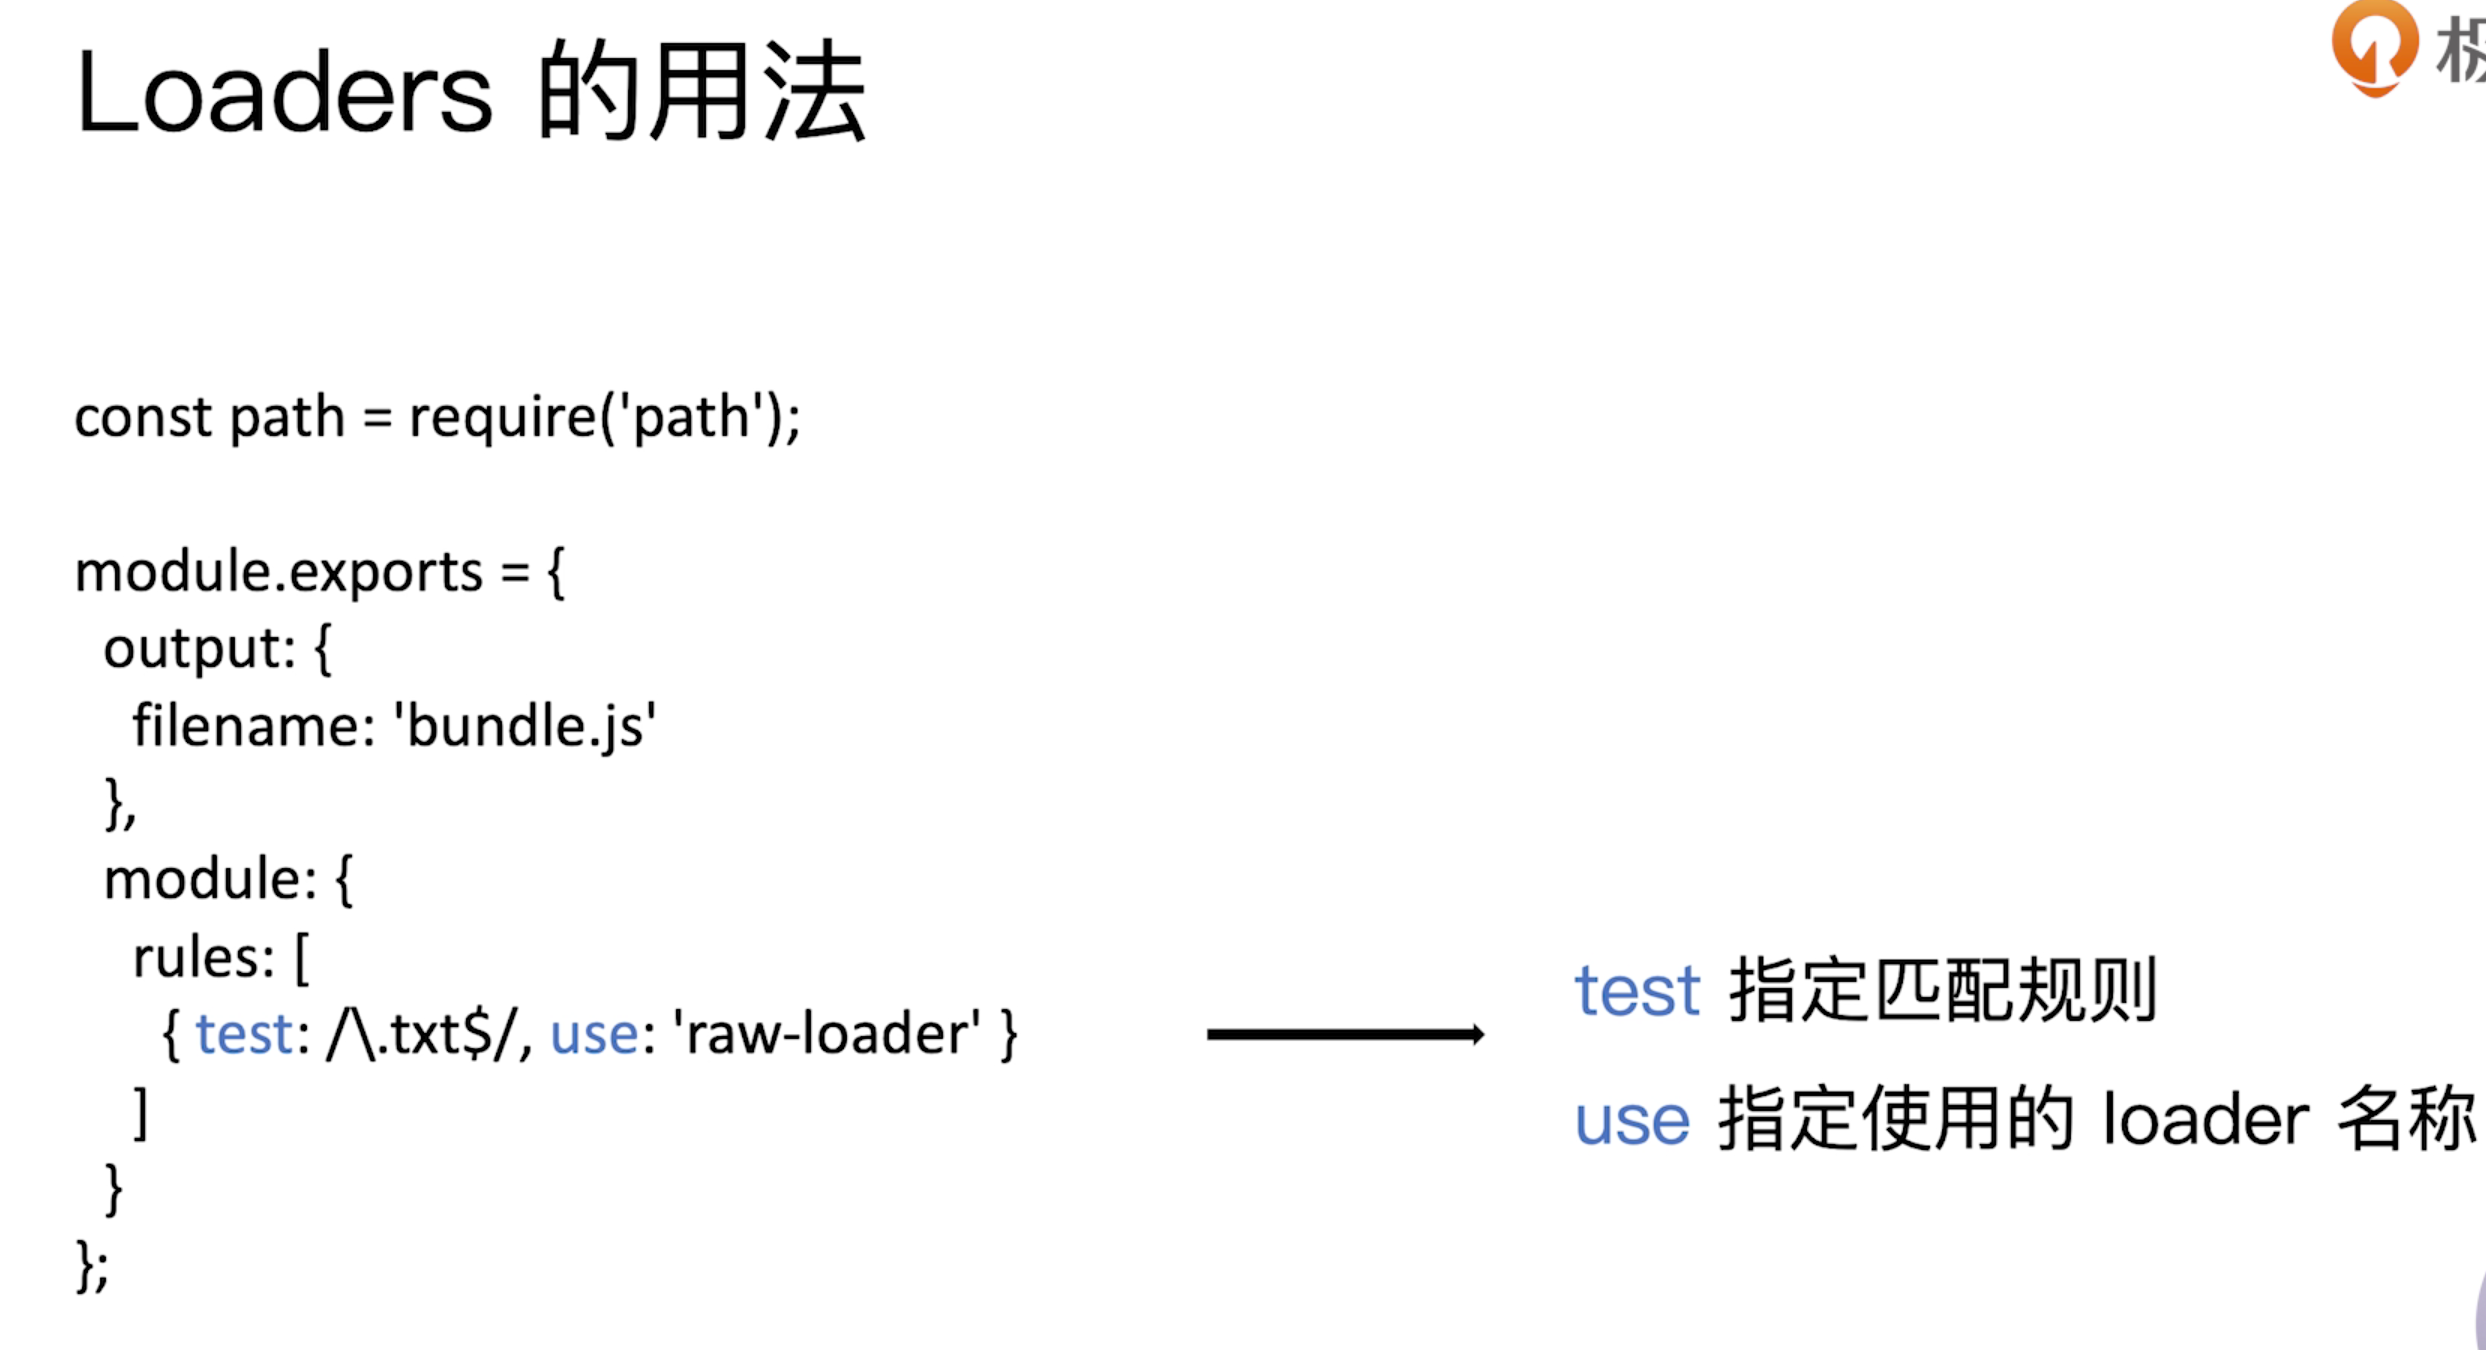 Loaders 的用法
极
const path = require('path');
module.exports = {
output: {
filename: 'bundle.js'
},
module: {
rules: [
{ test: /\.txt$/, use: 'raw-loader' }
]
}
};
test 指定匹配规则
use 指定使用的 loader 名称